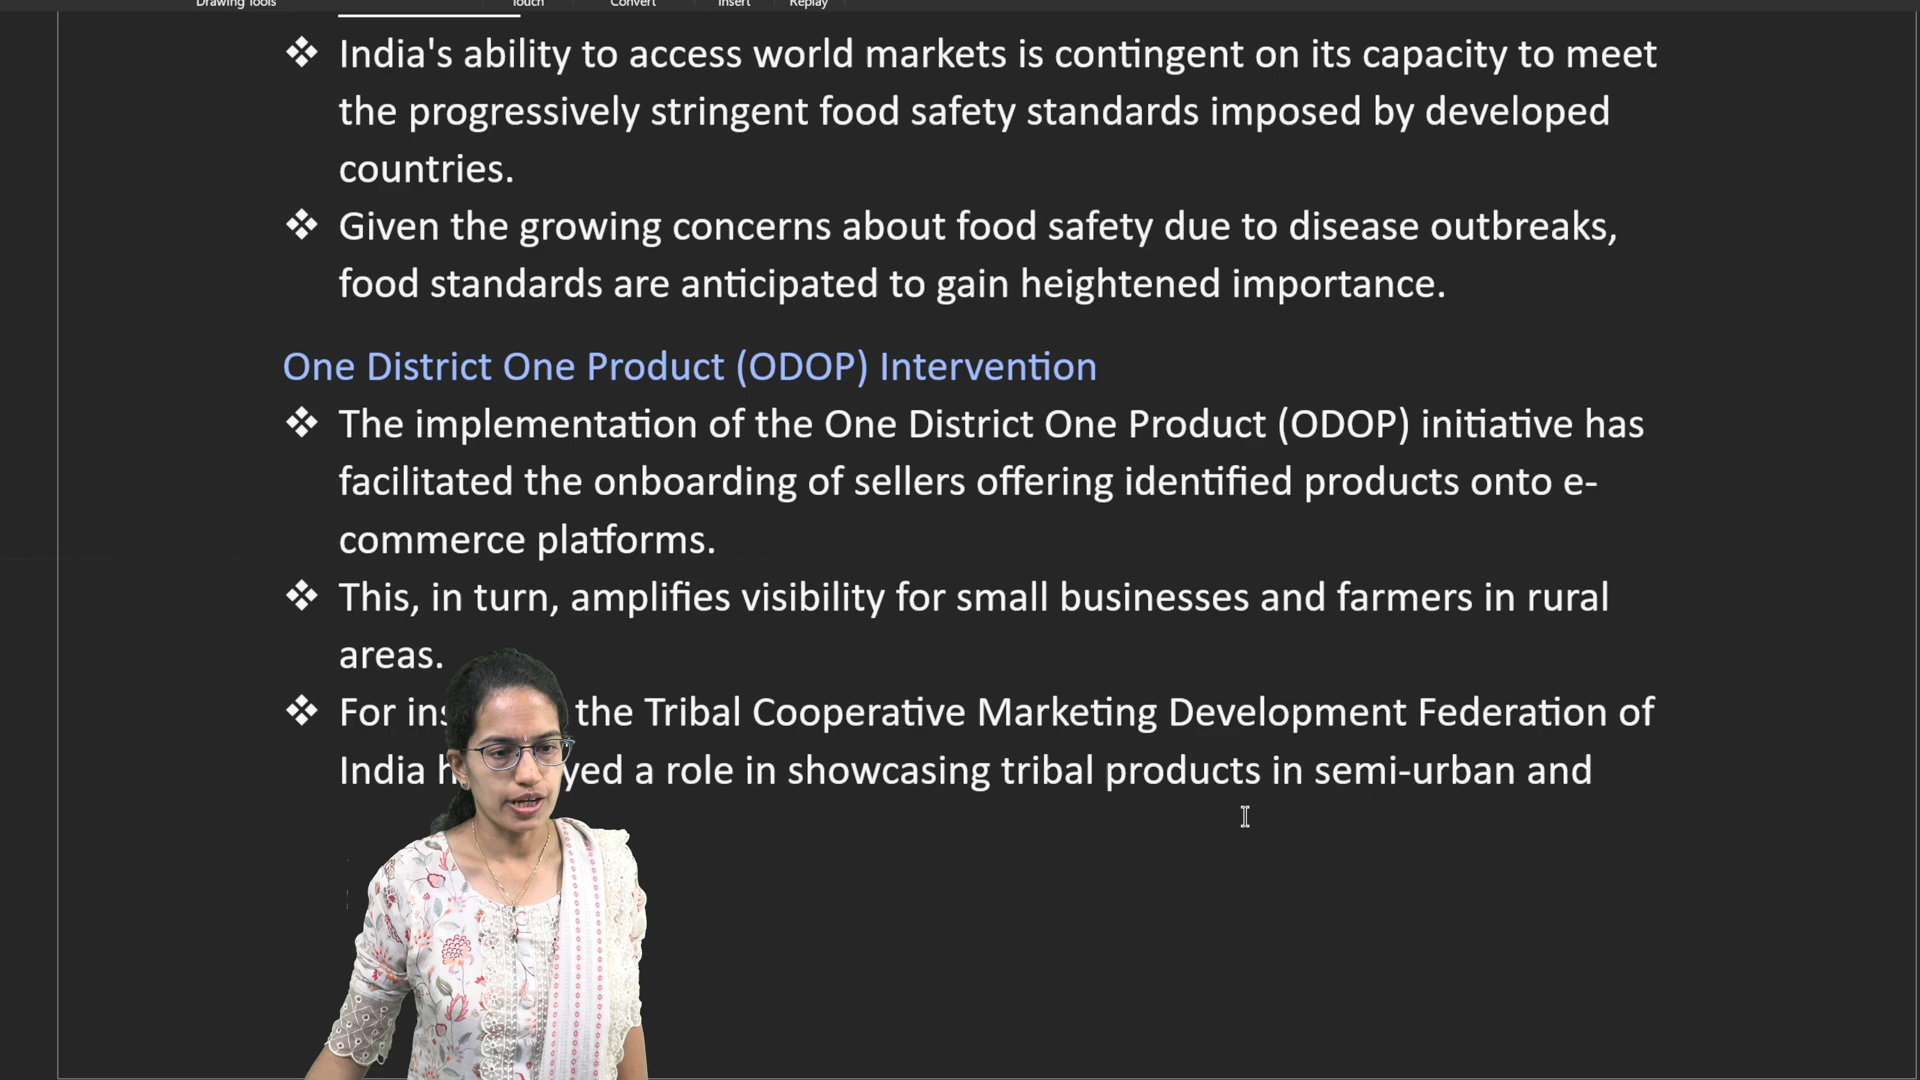 Drawing Tools Touch Convert Insert Replay
❖ India's ability to access world markets is contingent on its capacity to meet
the progressively stringent food safety standards imposed by developed
countries.
❖ Given the growing concerns about food safety due to disease outbreaks,
food standards are anticipated to gain heightened importance.
One District One Product (ODOP) Intervention
❖ The implementation of the One District One Product (ODOP) initiative has
facilitated the onboarding of sellers offering identified products onto e-
commerce platforms.
❖ This, in turn, amplifies visibility for small businesses and farmers in rural
areas.
❖ For the Tribal Cooperative Marketing Development Federation of
India a role in showcasing tribal products in semi-urban and